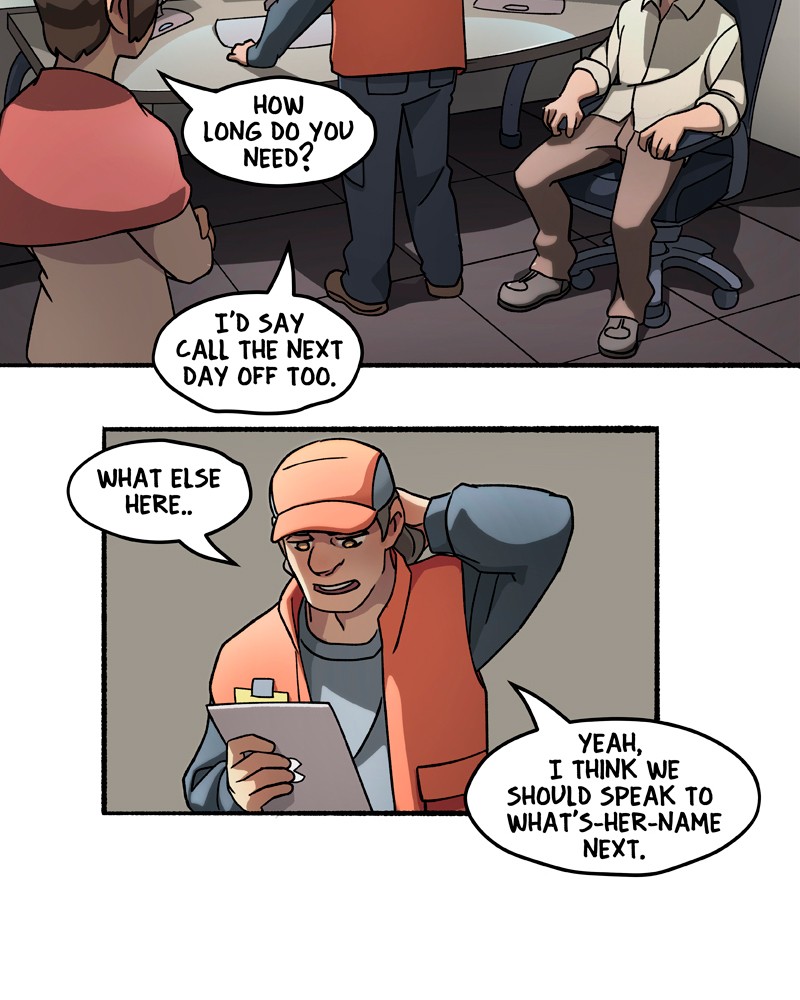 HOW
LONG DO YOU
NEED?
I'D SAY
CALL THE NEXT
DAY OFF TOO.
WHAT ELSE
HERE..
YEAH,
I THINK WE
SHOULD SPEAK TO
WHAT'S-HER-NAME
NEXT.